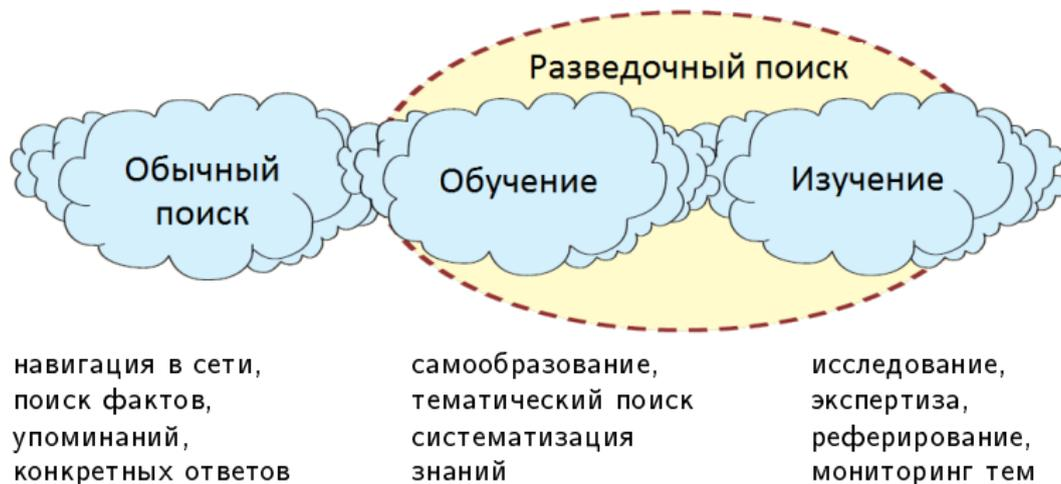 Разведочный поиск
Обычный
поиск
Обучение
Изучение
навигация в сети,
поиск фактов,
упоминаний,
конкретных ответов
самообразование,
тематический поиск
систематизация
знаний
исследование,
экспертиза,
реферирование,
мониторинг тем